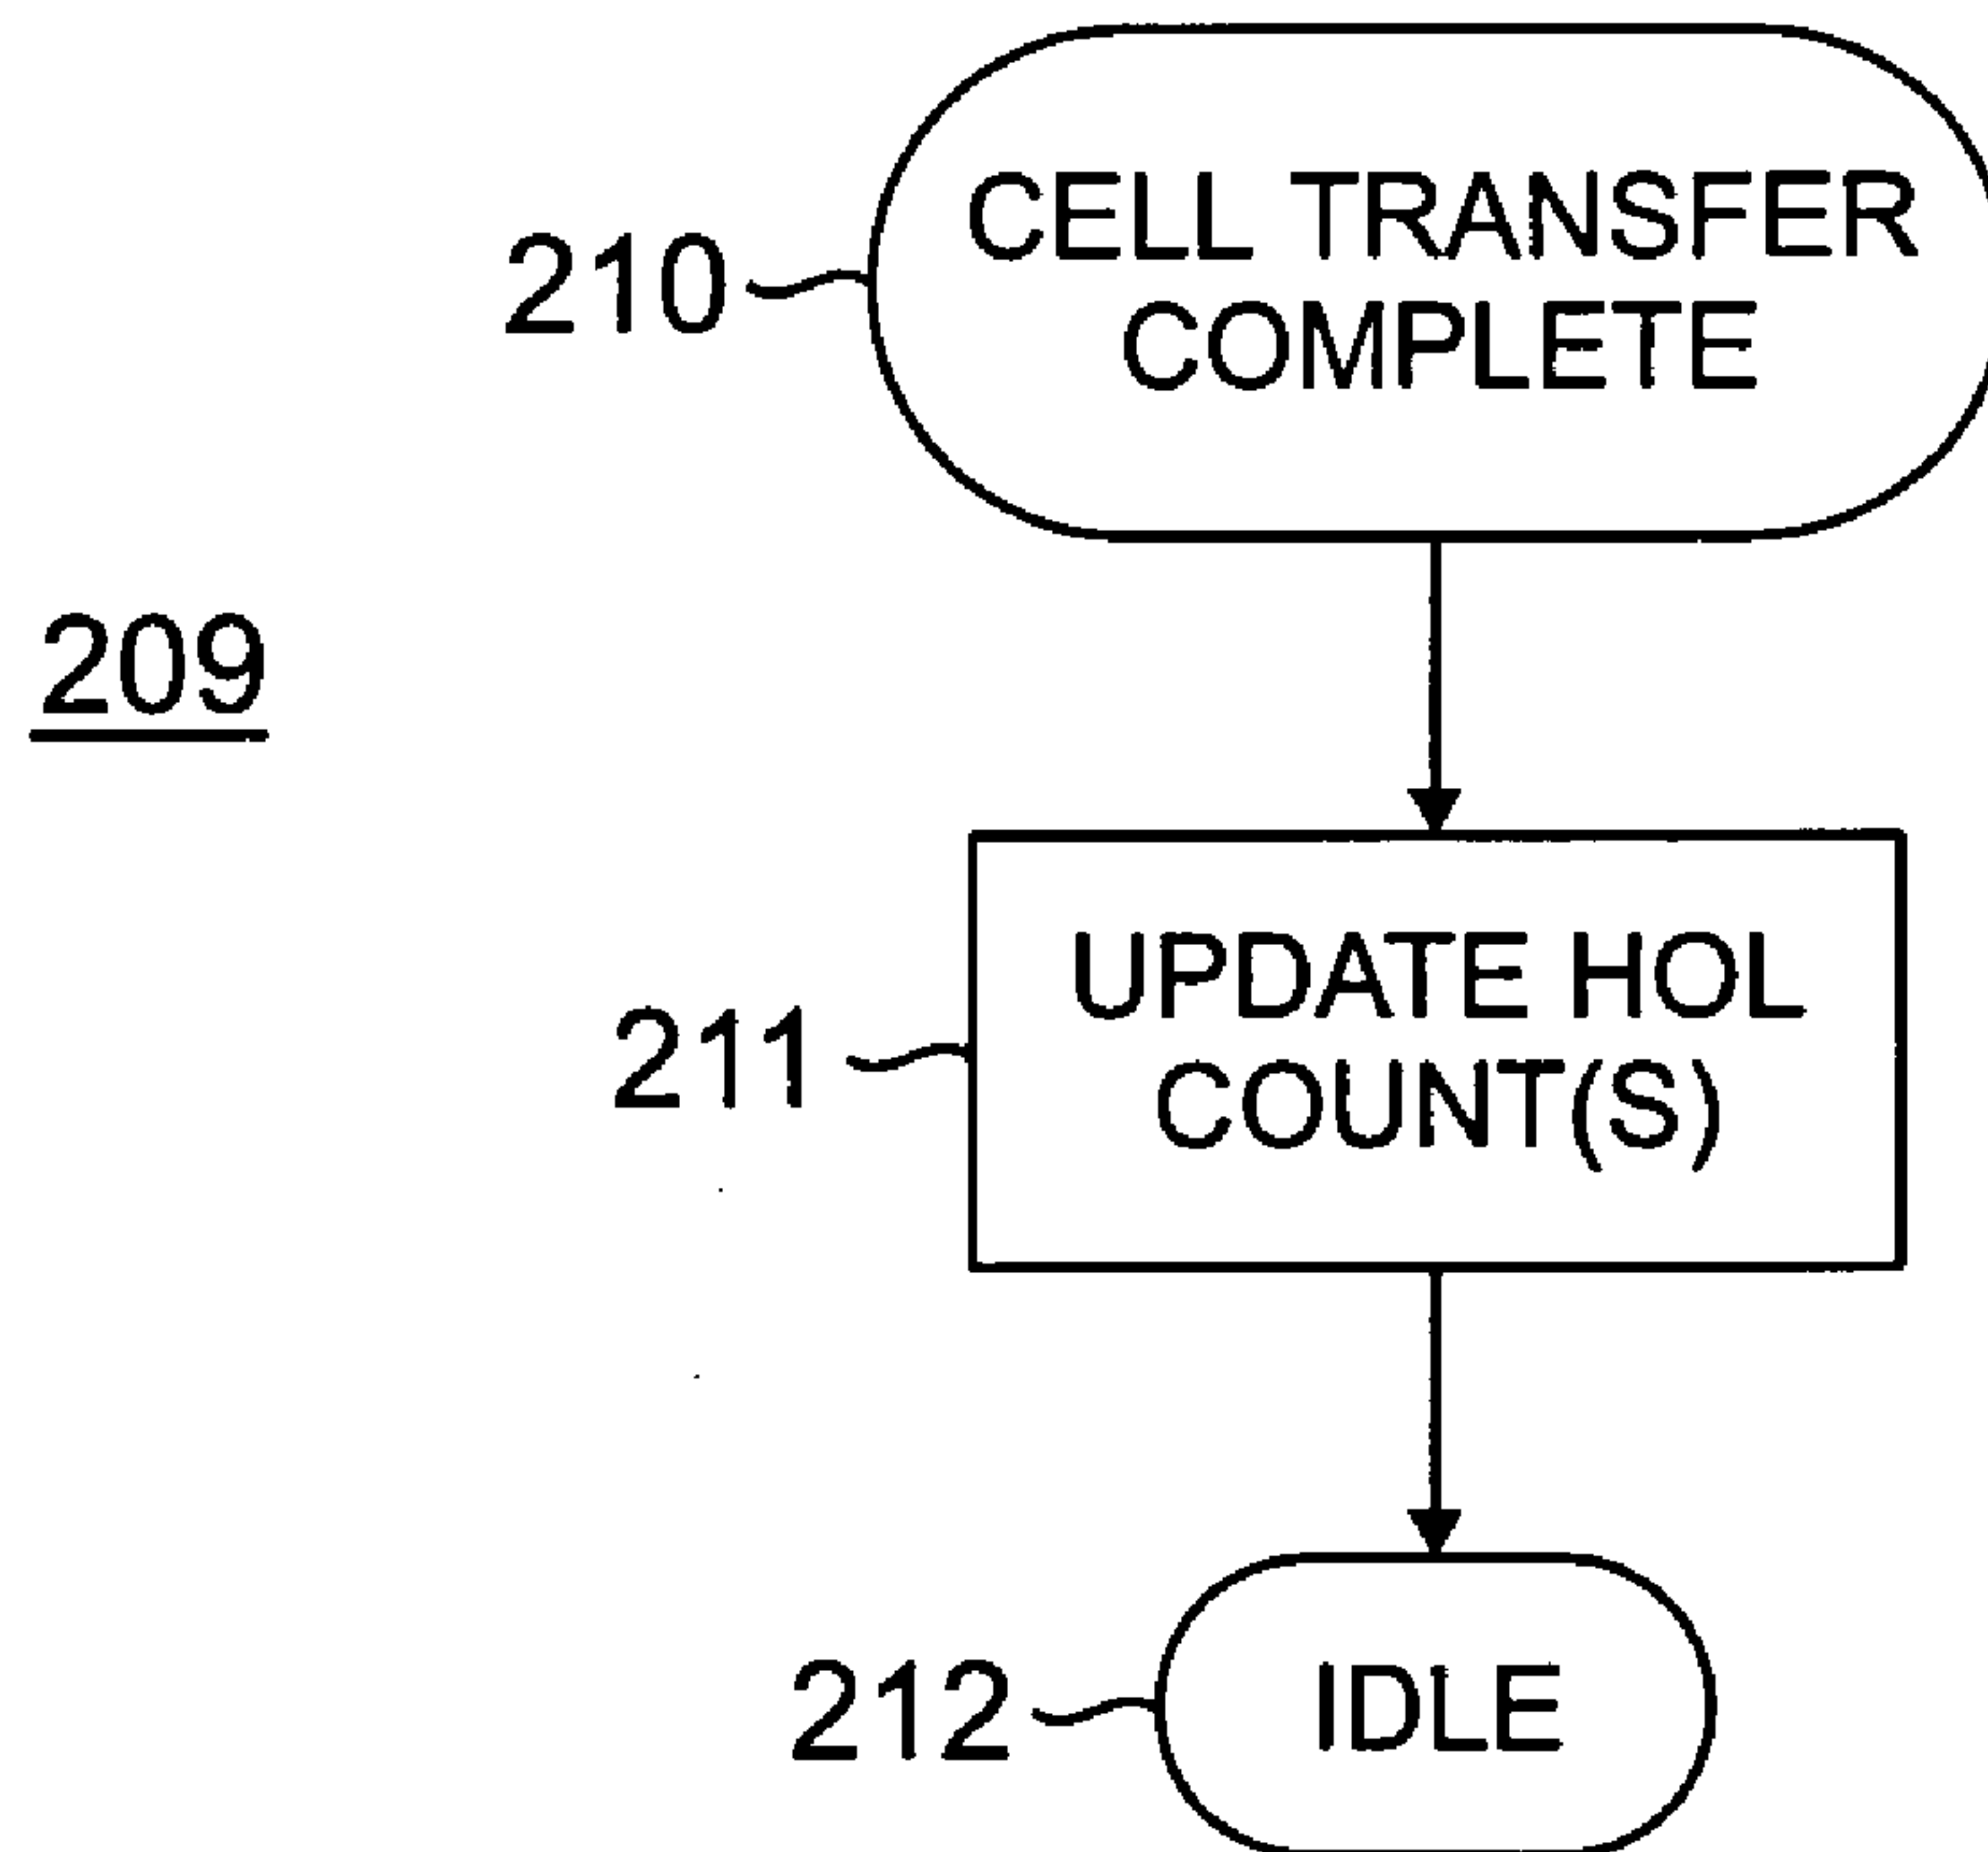 CELL TRANSFER
210
COMPLETE
209
UPDATE HOL
211
COUNT(S)
212
IDLE